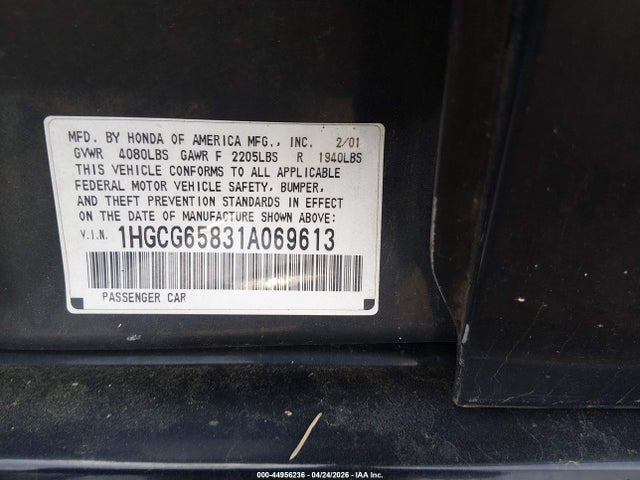 MFD. BY HONDA OF AMERICA MFG., INC. 2/01
GVWR 4080LBS GAWR F 2205LBS R 1940LBS
THIS VEHICLE CONFORMS TO ALL APPLICABLE
FEDERAL MOTOR VEHICLE SAFETY, BUMPER,
AND THEFT PREVENTION STANDARDS IN EFFECT
ON THE DATE OF MANUFACTURE SHOWN ABOVE:
V.I.N. 1HGCG65831A069613
PASSENGER CAR
000-44956236 - 04/24/2026 - IAA Inc.